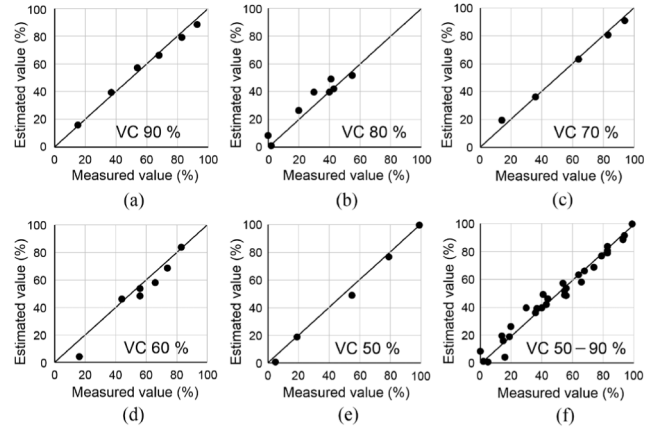 Estimated value (%)
100
80
60
40
20
0
VC 90 %
0 20 40 60 80 100
Measured value (%)
(a)
Estimated value (%)
100
80
60
40
20
0
VC 80 %
0 20 40 60 80 100
Measured value (%)
(b)
Estimated value (%)
100
80
60
40
20
0
VC 70 %
0 20 40 60 80 100
Measured value (%)
(c)
Estimated value (%)
100
80
60
40
20
0
VC 60 %
0 20 40 60 80 100
Measured value (%)
(d)
Estimated value (%)
100
80
60
40
20
0
VC 50 %
0 20 40 60 80 100
Measured value (%)
(e)
Estimated value (%)
100
80
60
40
20
0
VC 50−90 %
0 20 40 60 80 100
Measured value (%)
(f)